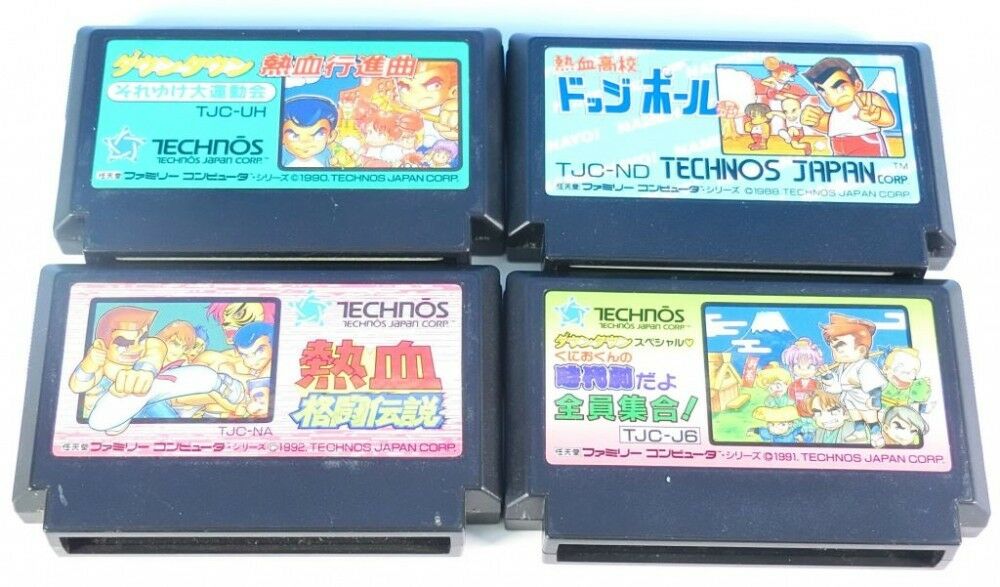 ダウンタウン 熱血行進曲
それゆけ大運動会
TJC-UH
TECHNŌS
TECHNŌS JAPAN CORP.™
任天堂 ファミリー コンピュータ・シリーズ ©1990. TECHNOS JAPAN CORP.
熱血高校
ドッジボール
TJC-ND TECHNOS JAPAN CORP.™
任天堂 ファミリー コンピュータ・シリーズ ©1988. TECHNOS JAPAN CORP.
TECHNŌS
TECHNŌS JAPAN CORP.™
熱血
格闘伝説
TJC-NA
任天堂 ファミリー コンピュータ・シリーズ ©1992. TECHNOS JAPAN CORP.
TECHNŌS
TECHNŌS JAPAN CORP.™
ダウンタウンスペシャル♡
くにおくんの
時代劇だよ
全員集合!
TJC-J6
任天堂 ファミリー コンピュータ・シリーズ ©1991. TECHNOS JAPAN CORP.